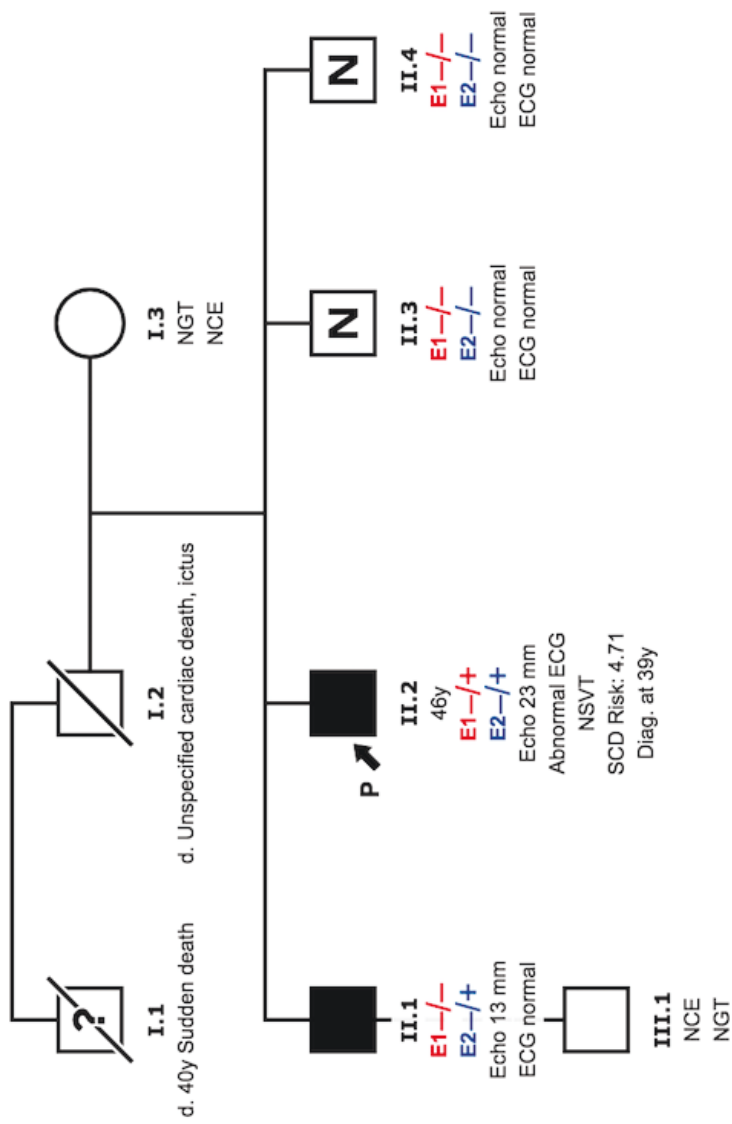 ?
I.1
d. 40y Sudden death
I.2
d. Unspecified cardiac death, ictus
I.3
NGT
NCE
II.1
E1—/—
E2—/+
Echo 13 mm
ECG normal
P
II.2
46y
E1—/+
E2—/+
Echo 23 mm
Abnormal ECG
NSVT
SCD Risk: 4.71
Diag. at 39y
N
II.3
E1—/—
E2—/—
Echo normal
ECG normal
N
II.4
E1—/—
E2—/—
Echo normal
ECG normal
III.1
NCE
NGT